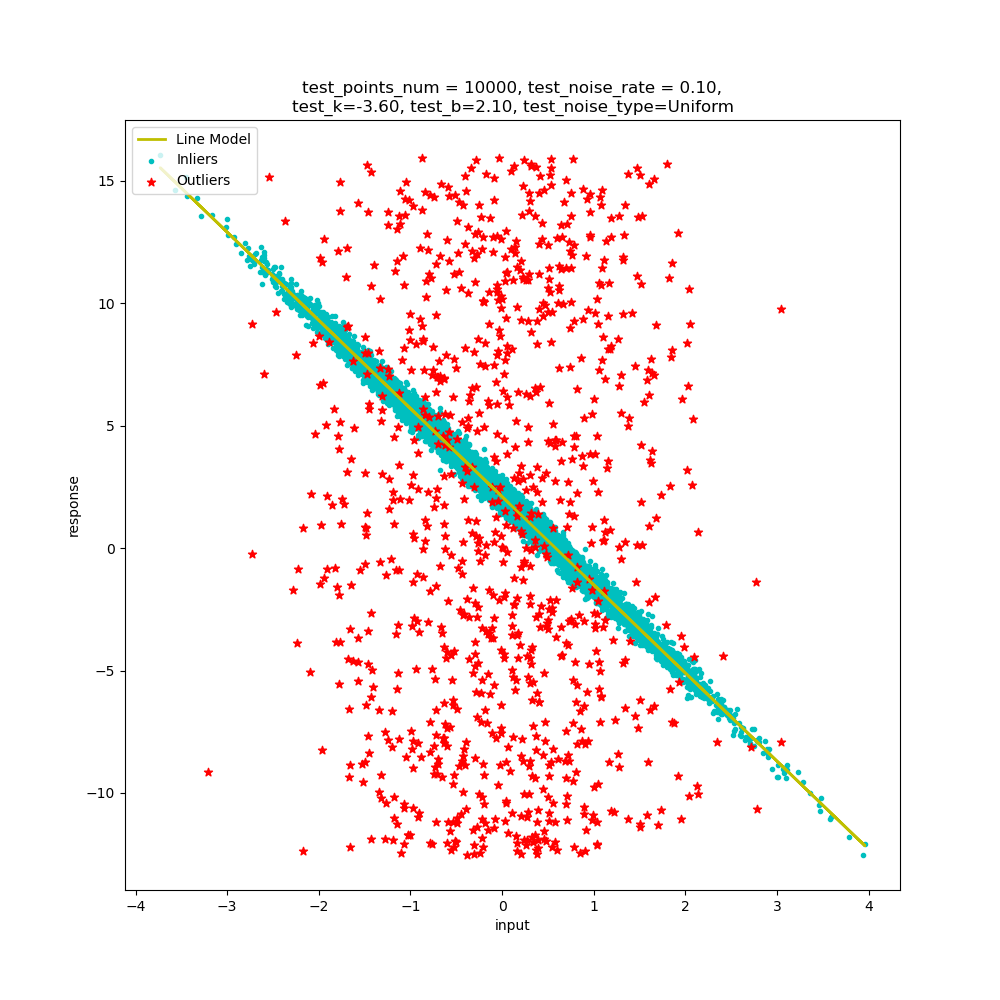 test_points_num = 10000, test_noise_rate = 0.10,
test_k=-3.60, test_b=2.10, test_noise_type=Uniform
Line Model
Inliers
Outliers
15
10
5
0
−5
−10
response
−4 −3 −2 −1 0 1 2 3 4
input